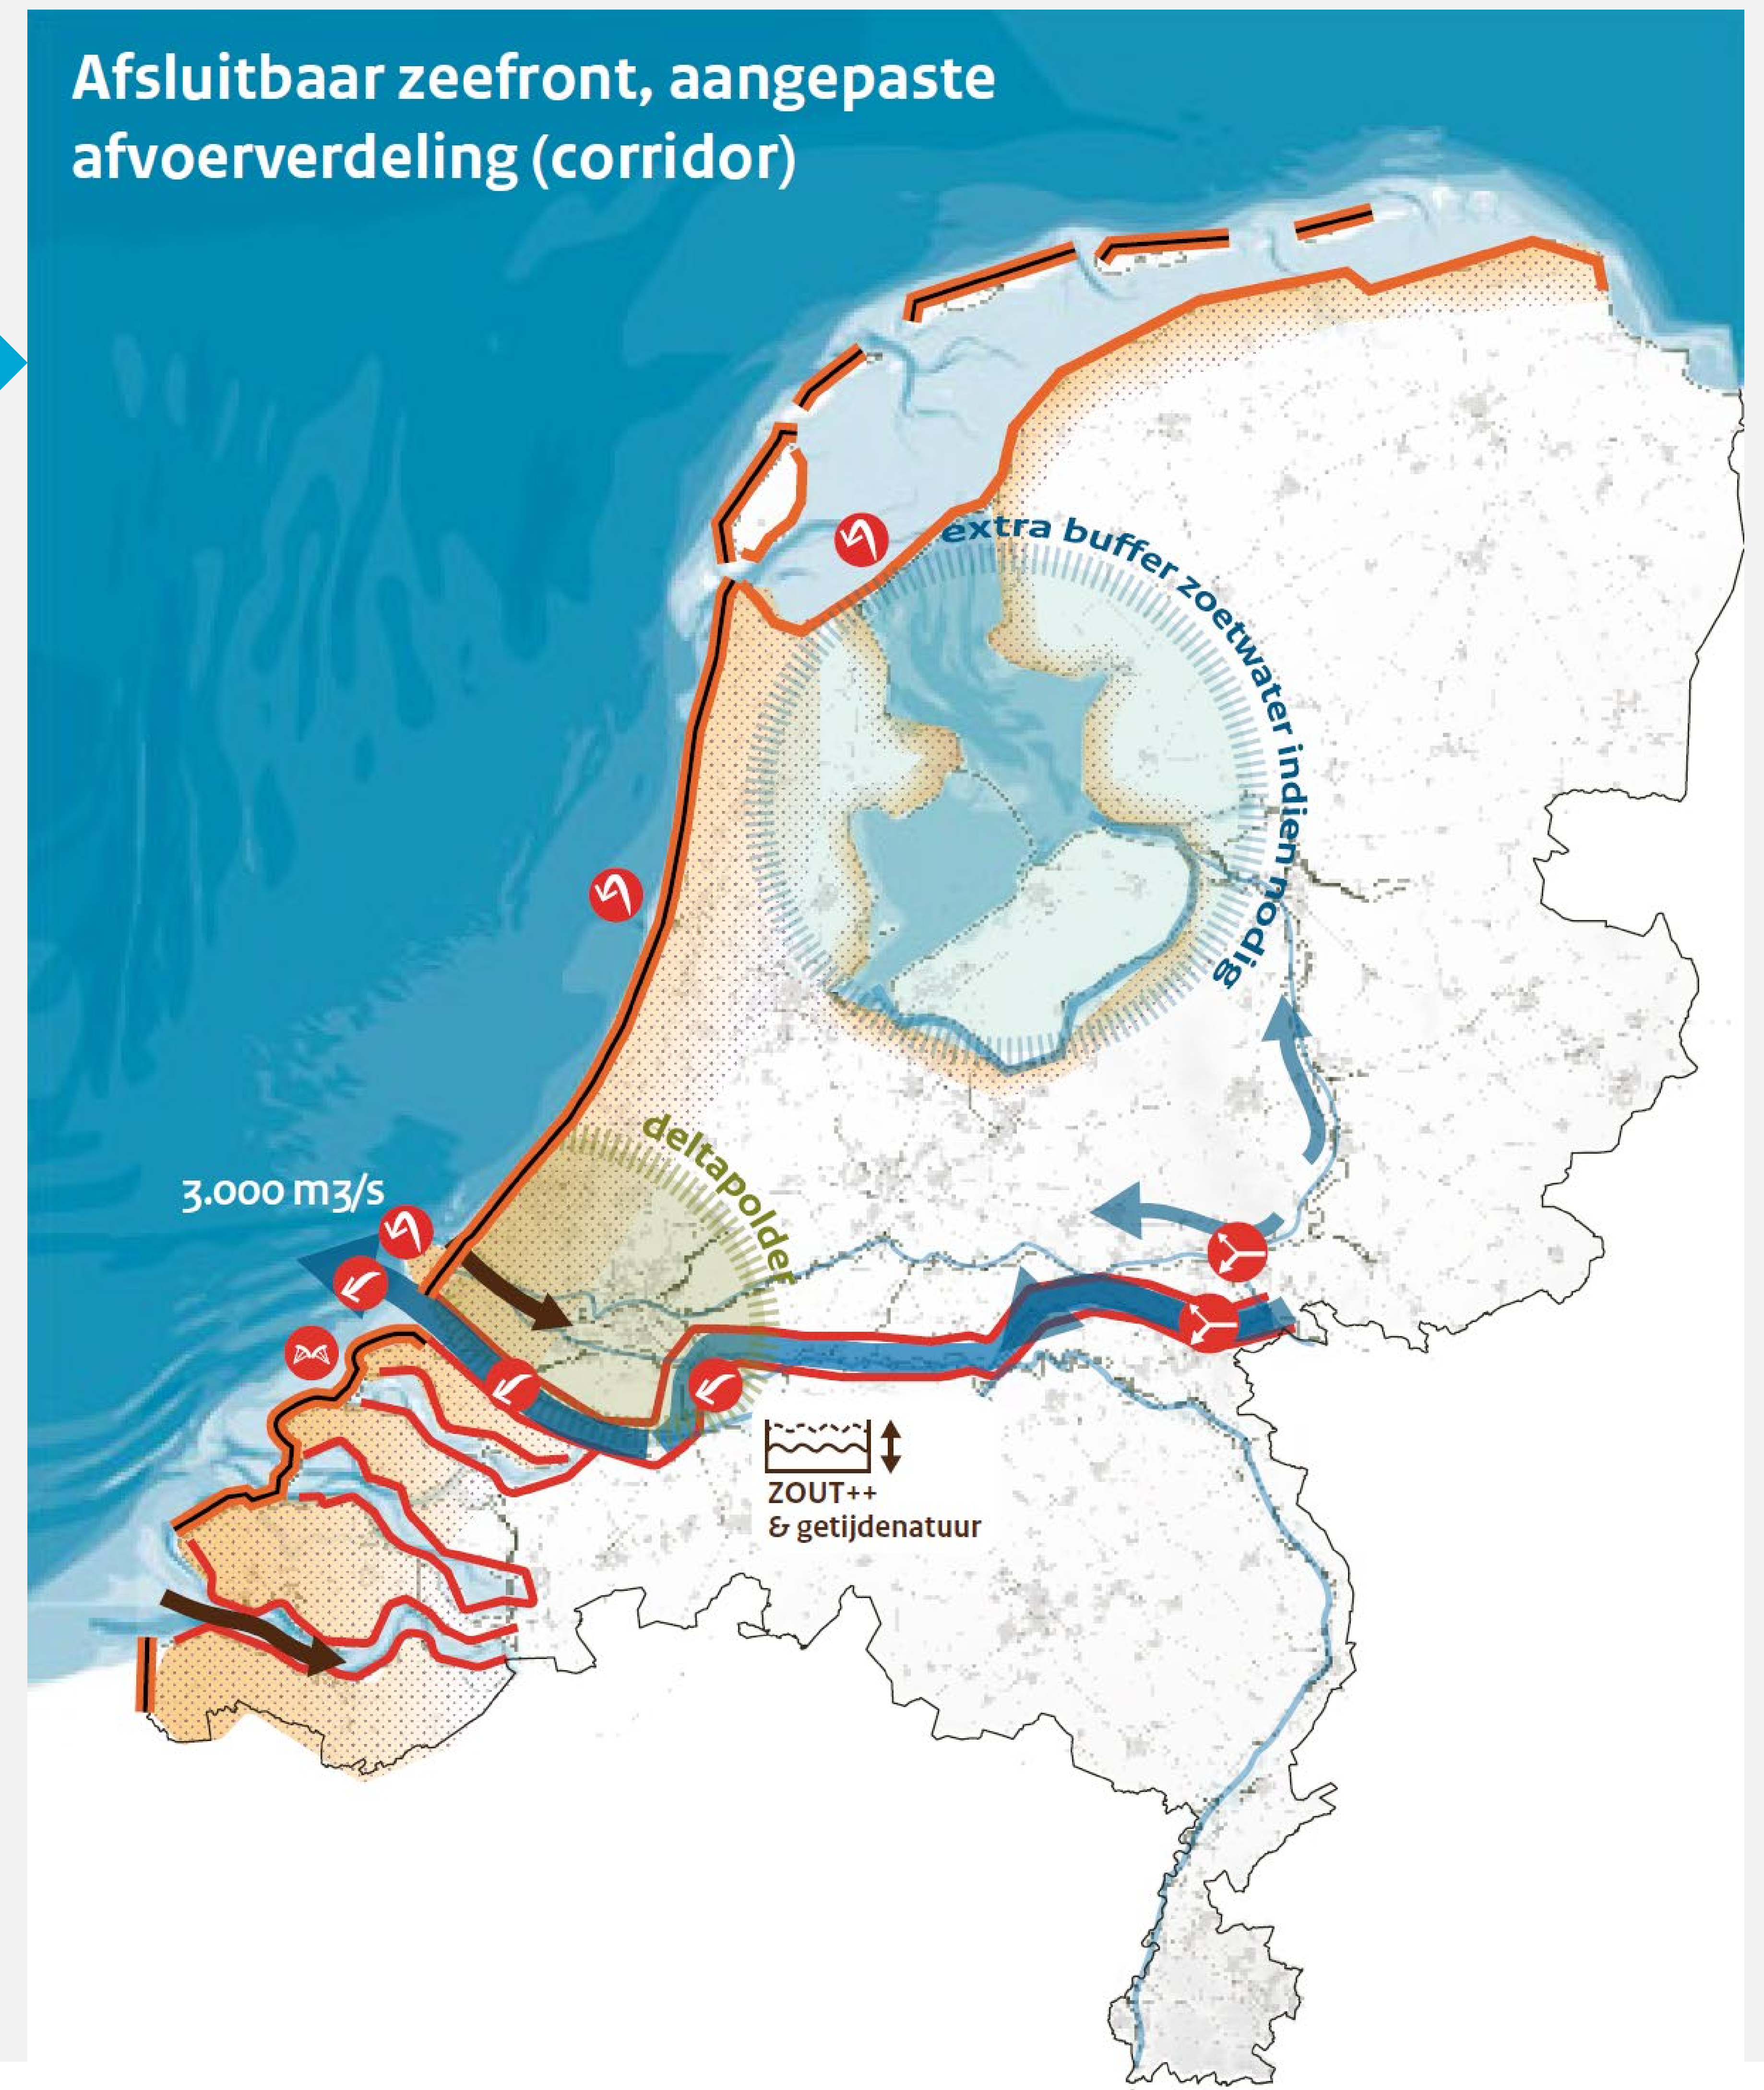 Afsluitbaar zeefront, aangepaste
afvoerverdeling (corridor)
extra buffer zoetwater indien nodig
deltapolder
3.000 m3/s
ZOUT++
& getijdenatuur